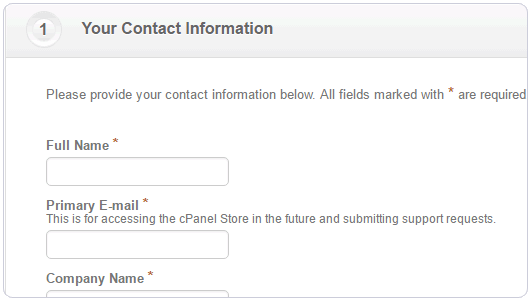 1 Your Contact Information
Please provide your contact information below. All fields marked with * are required
Full Name *
Primary E-mail *
This is for accessing the cPanel Store in the future and submitting support requests.
Company Name *